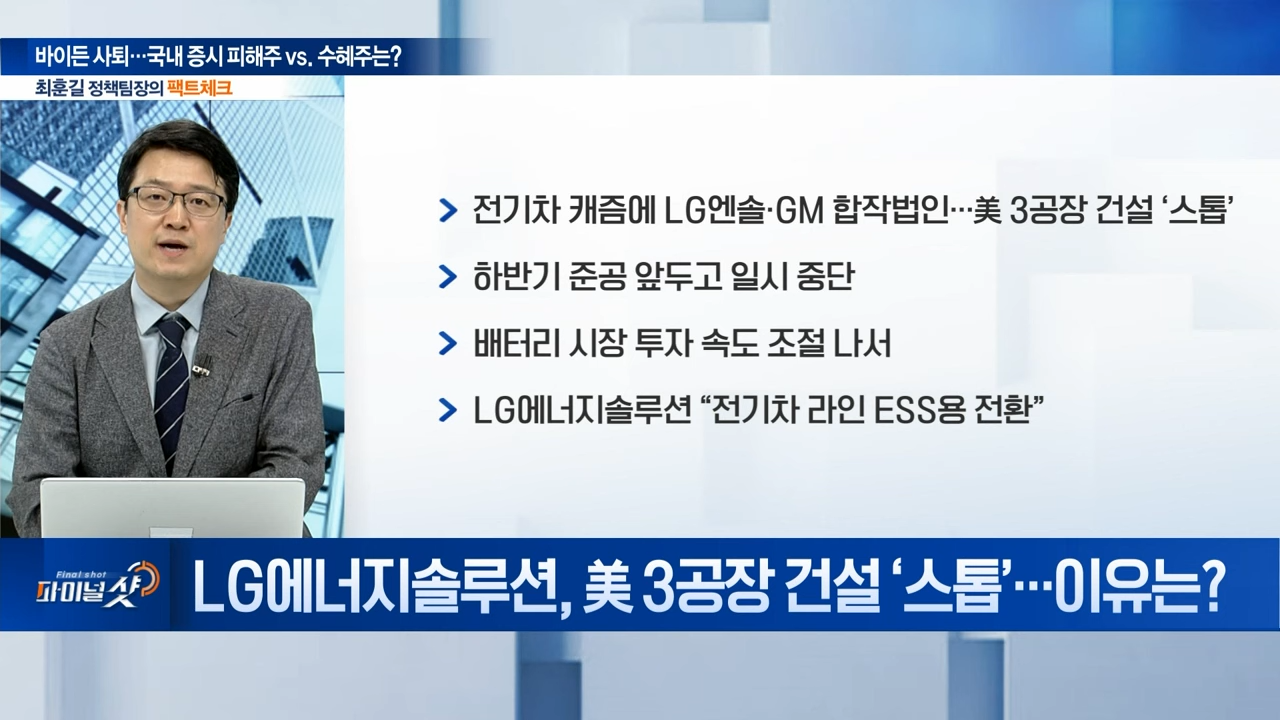 바이든 사퇴…국내 증시 피해주 vs. 수혜주는?
최훈길 정책팀장의 팩트체크
전기차 캐즘에 LG엔솔·GM 합작법인…美 3공장 건설 ‘스톱’
하반기 준공 앞두고 일시 중단
배터리 시장 투자 속도 조절 나서
LG에너지솔루션 “전기차 라인 ESS용 전환”
Final shot
파이널샷
LG에너지솔루션, 美 3공장 건설 ‘스톱’…이유는?